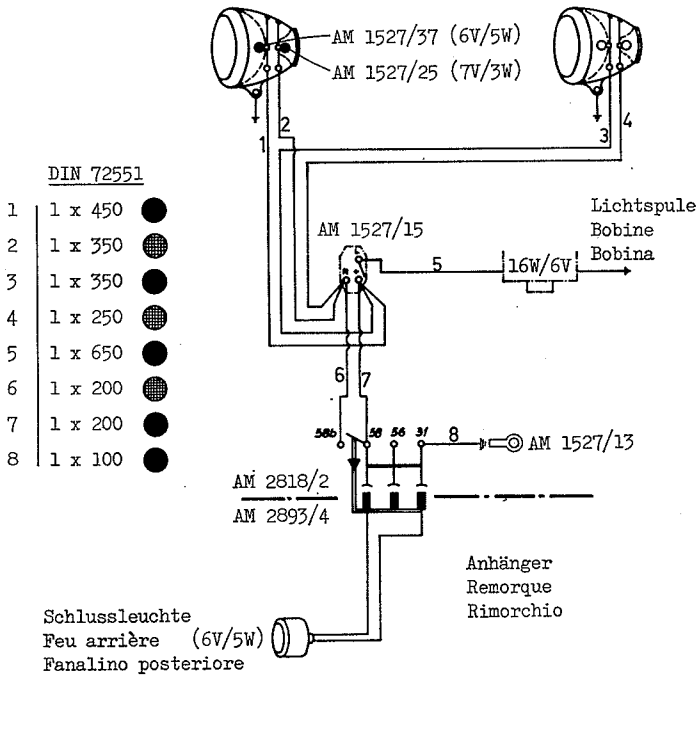 AM 1527/37 (6V/5W)
AM 1527/25 (7V/3W)
1
2
3
4
DIN 72551
1 1 x 450
2 1 x 350
3 1 x 350
4 1 x 250
5 1 x 650
6 1 x 200
7 1 x 200
8 1 x 100
AM 1527/15
Lichtspule
Bobine
Bobina
5
16W/6V
6
7
58b
58
56
31
8
AM 1527/13
AM 2818/2
AM 2893/4
Anhänger
Remorque
Rimorchio
Schlussleuchte
Feu arrière (6V/5W)
Fanalino posteriore